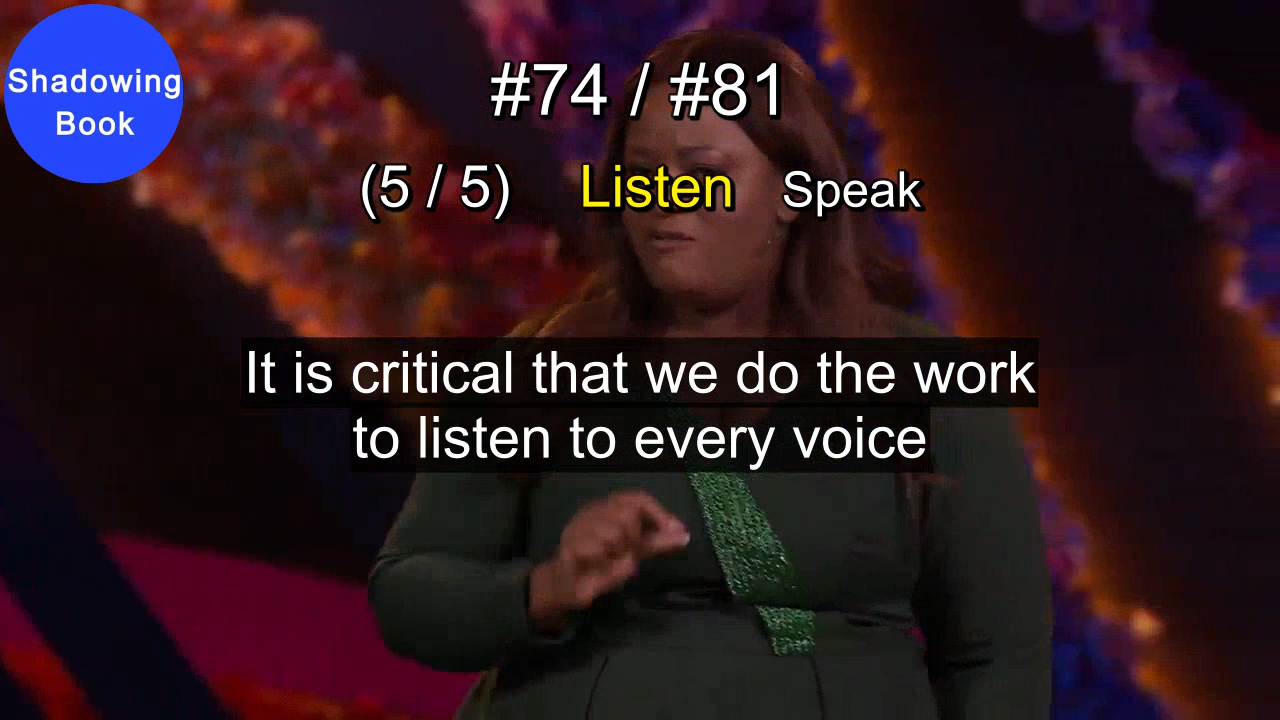 Shadowing
Book
#74 / #81
(5 / 5) Listen Speak
It is critical that we do the work
to listen to every voice